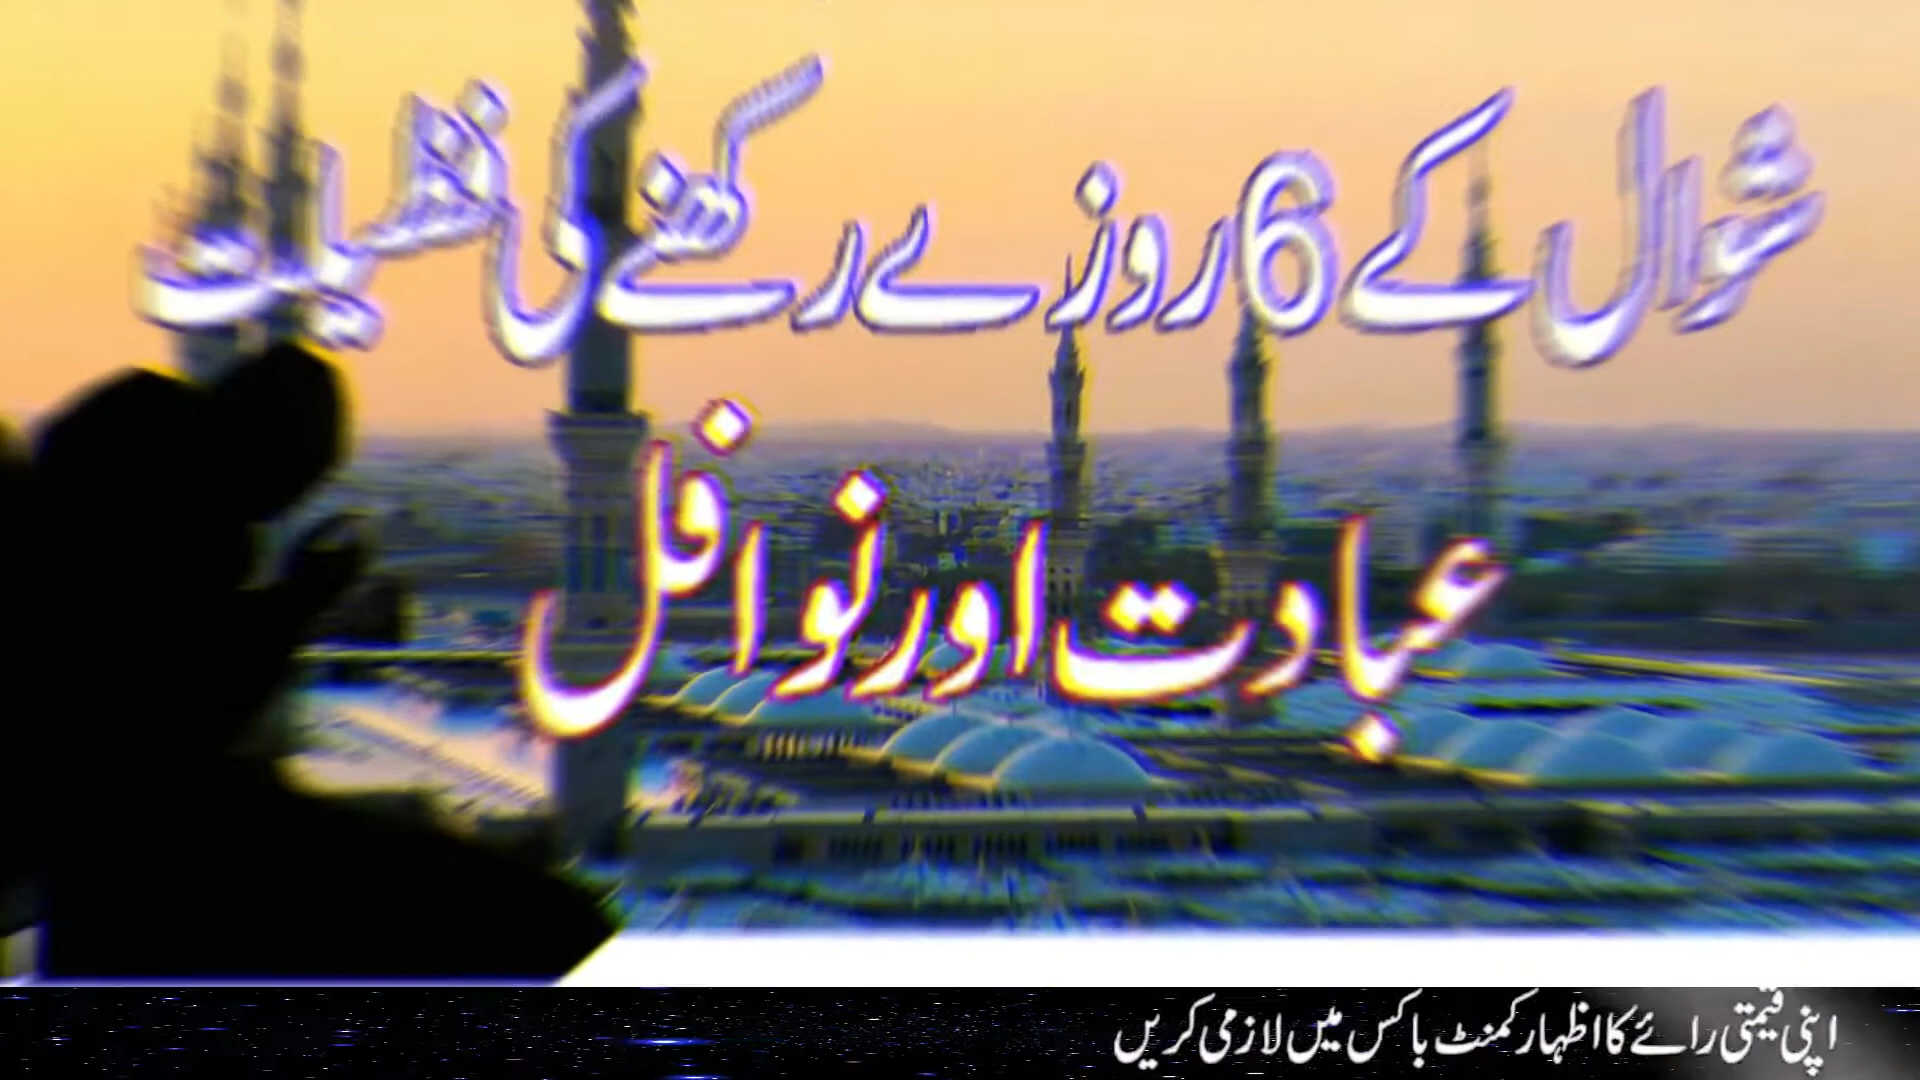 شوال کے 6 روزے رکھنے کی فضیلت
عبادت اور نوافل
اپنی قیمتی رائے کا اظہار کمنٹ باکس میں لازمی کریں